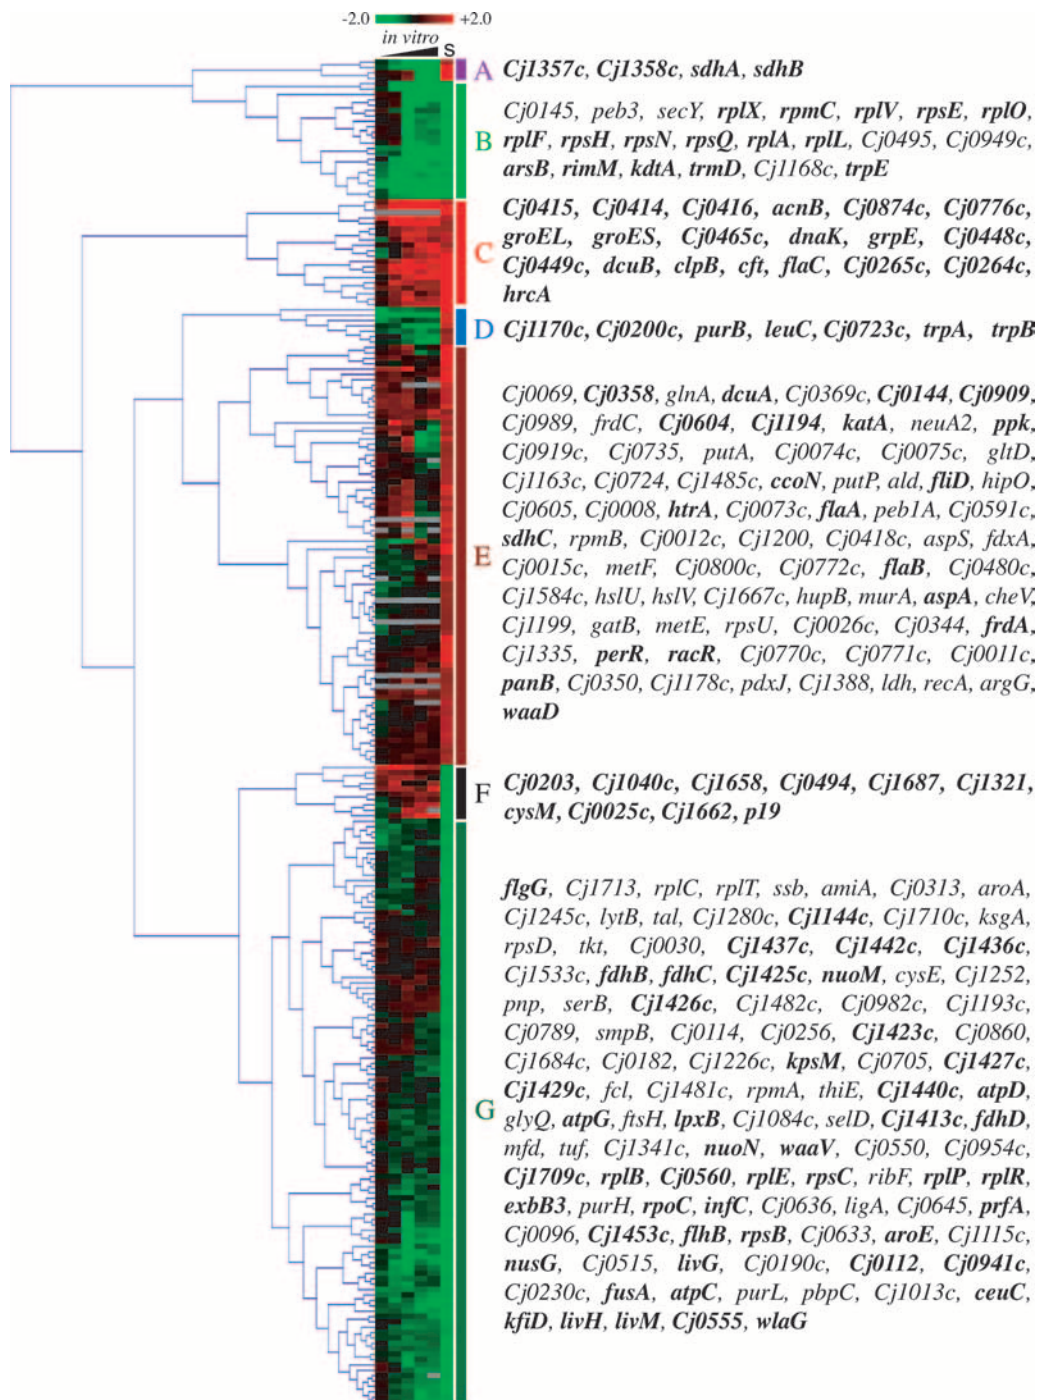 -2.0 +2.0
in vitro S
A Cj1357c, Cj1358c, sdhA, sdhB
Cj0145, peb3, secY, rplX, rpmC, rplV, rpsE, rplO,
B rplF, rpsH, rpsN, rpsQ, rplA, rplL, Cj0495, Cj0949c,
arsB, rimM, kdtA, trmD, Cj1168c, trpE
Cj0415, Cj0414, Cj0416, acnB, Cj0874c, Cj0776c,
groEL, groES, Cj0465c, dnaK, grpE, Cj0448c,
C Cj0449c, dcuB, clpB, cft, flaC, Cj0265c, Cj0264c,
hrcA
D Cj1170c, Cj0200c, purB, leuC, Cj0723c, trpA, trpB
Cj0069, Cj0358, glnA, dcuA, Cj0369c, Cj0144, Cj0909,
Cj0989, frdC, Cj0604, Cj1194, katA, neuA2, ppk,
Cj0919c, Cj0735, putA, Cj0074c, Cj0075c, gltD,
Cj1163c, Cj0724, Cj1485c, ccoN, putP, ald, fliD, hipO,
Cj0605, Cj0008, htrA, Cj0073c, flaA, peb1A, Cj0591c,
sdhC, rpmB, Cj0012c, Cj1200, Cj0418c, aspS, fdxA,
E Cj0015c, metF, Cj0800c, Cj0772c, flaB, Cj0480c,
Cj1584c, hslU, hslV, Cj1667c, hupB, murA, aspA, cheV,
Cj1199, gatB, metE, rpsU, Cj0026c, Cj0344, frdA,
Cj1335, perR, racR, Cj0770c, Cj0771c, Cj0011c,
panB, Cj0350, Cj1178c, pdxJ, Cj1388, ldh, recA, argG,
waaD
F Cj0203, Cj1040c, Cj1658, Cj0494, Cj1687, Cj1321,
cysM, Cj0025c, Cj1662, p19
flgG, Cj1713, rplC, rplT, ssb, amiA, Cj0313, aroA,
Cj1245c, lytB, tal, Cj1280c, Cj1144c, Cj1710c, ksgA,
rpsD, tkt, Cj0030, Cj1437c, Cj1442c, Cj1436c,
Cj1533c, fdhB, fdhC, Cj1425c, nuoM, cysE, Cj1252,
pnp, serB, Cj1426c, Cj1482c, Cj0982c, Cj1193c,
Cj0789, smpB, Cj0114, Cj0256, Cj1423c, Cj0860,
Cj1684c, Cj0182, Cj1226c, kpsM, Cj0705, Cj1427c,
Cj1429c, fcl, Cj1481c, rpmA, thiE, Cj1440c, atpD,
G glyQ, atpG, ftsH, lpxB, Cj1084c, selD, Cj1413c, fdhD,
mfd, tuf, Cj1341c, nuoN, waaV, Cj0550, Cj0954c,
Cj1709c, rplB, Cj0560, rplE, rpsC, ribF, rplP, rplR,
exbB3, purH, rpoC, infC, Cj0636, ligA, Cj0645, prfA,
Cj0096, Cj1453c, flhB, rpsB, Cj0633, aroE, Cj1115c,
nusG, Cj0515, livG, Cj0190c, Cj0112, Cj0941c,
Cj0230c, fusA, atpC, purL, pbpC, Cj1013c, ceuC,
kfiD, livH, livM, Cj0555, wlaG